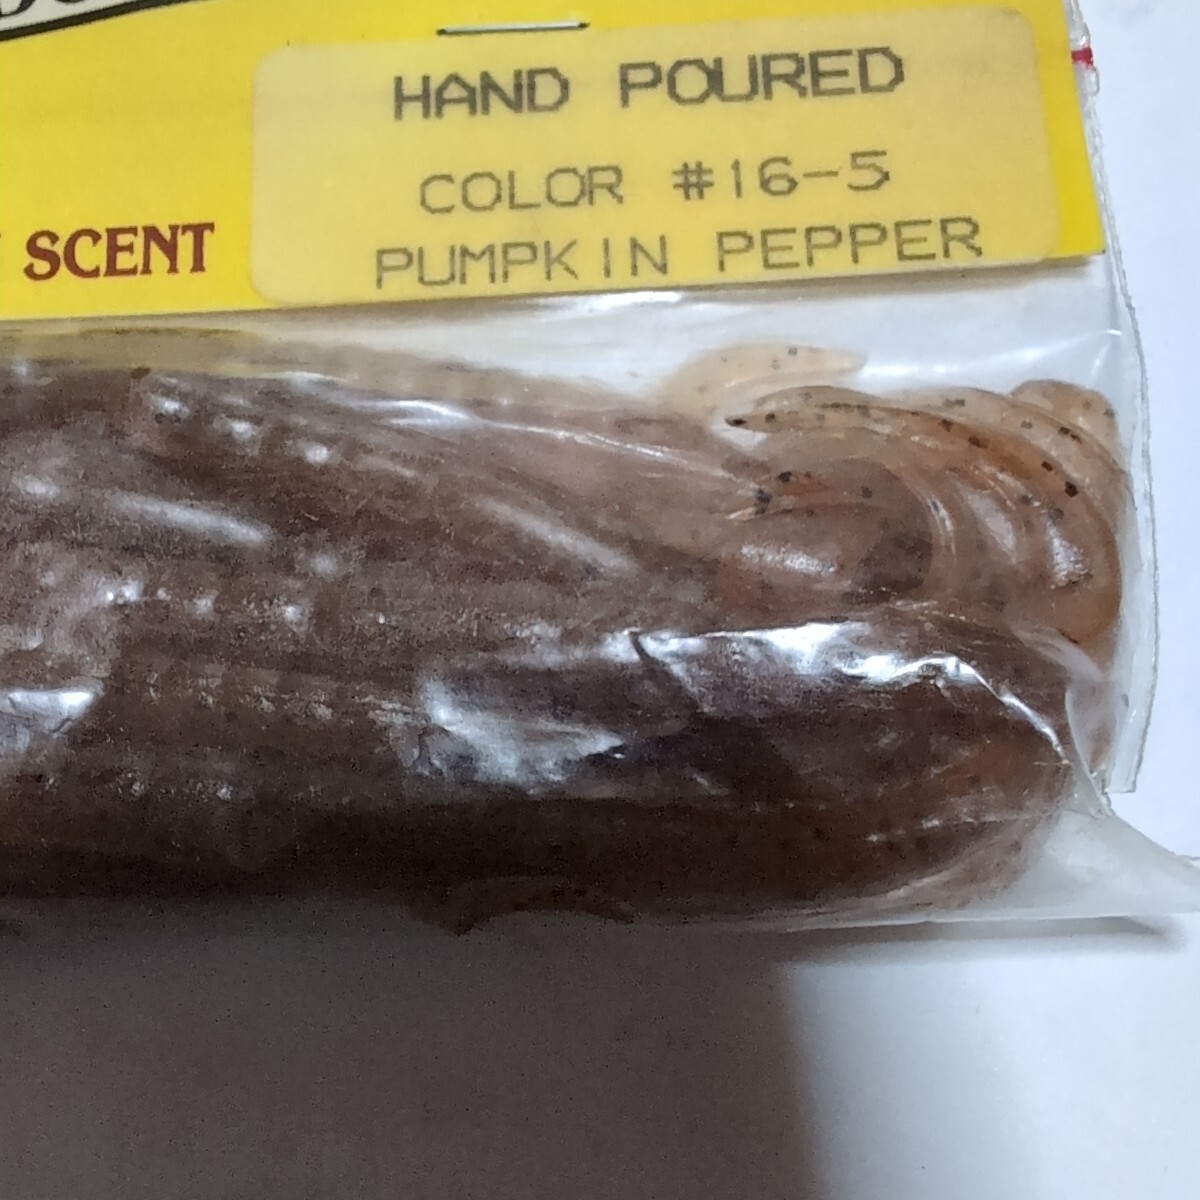 HAND POURED
COLOR #16-5
SCENT
PUMPKIN PEPPER